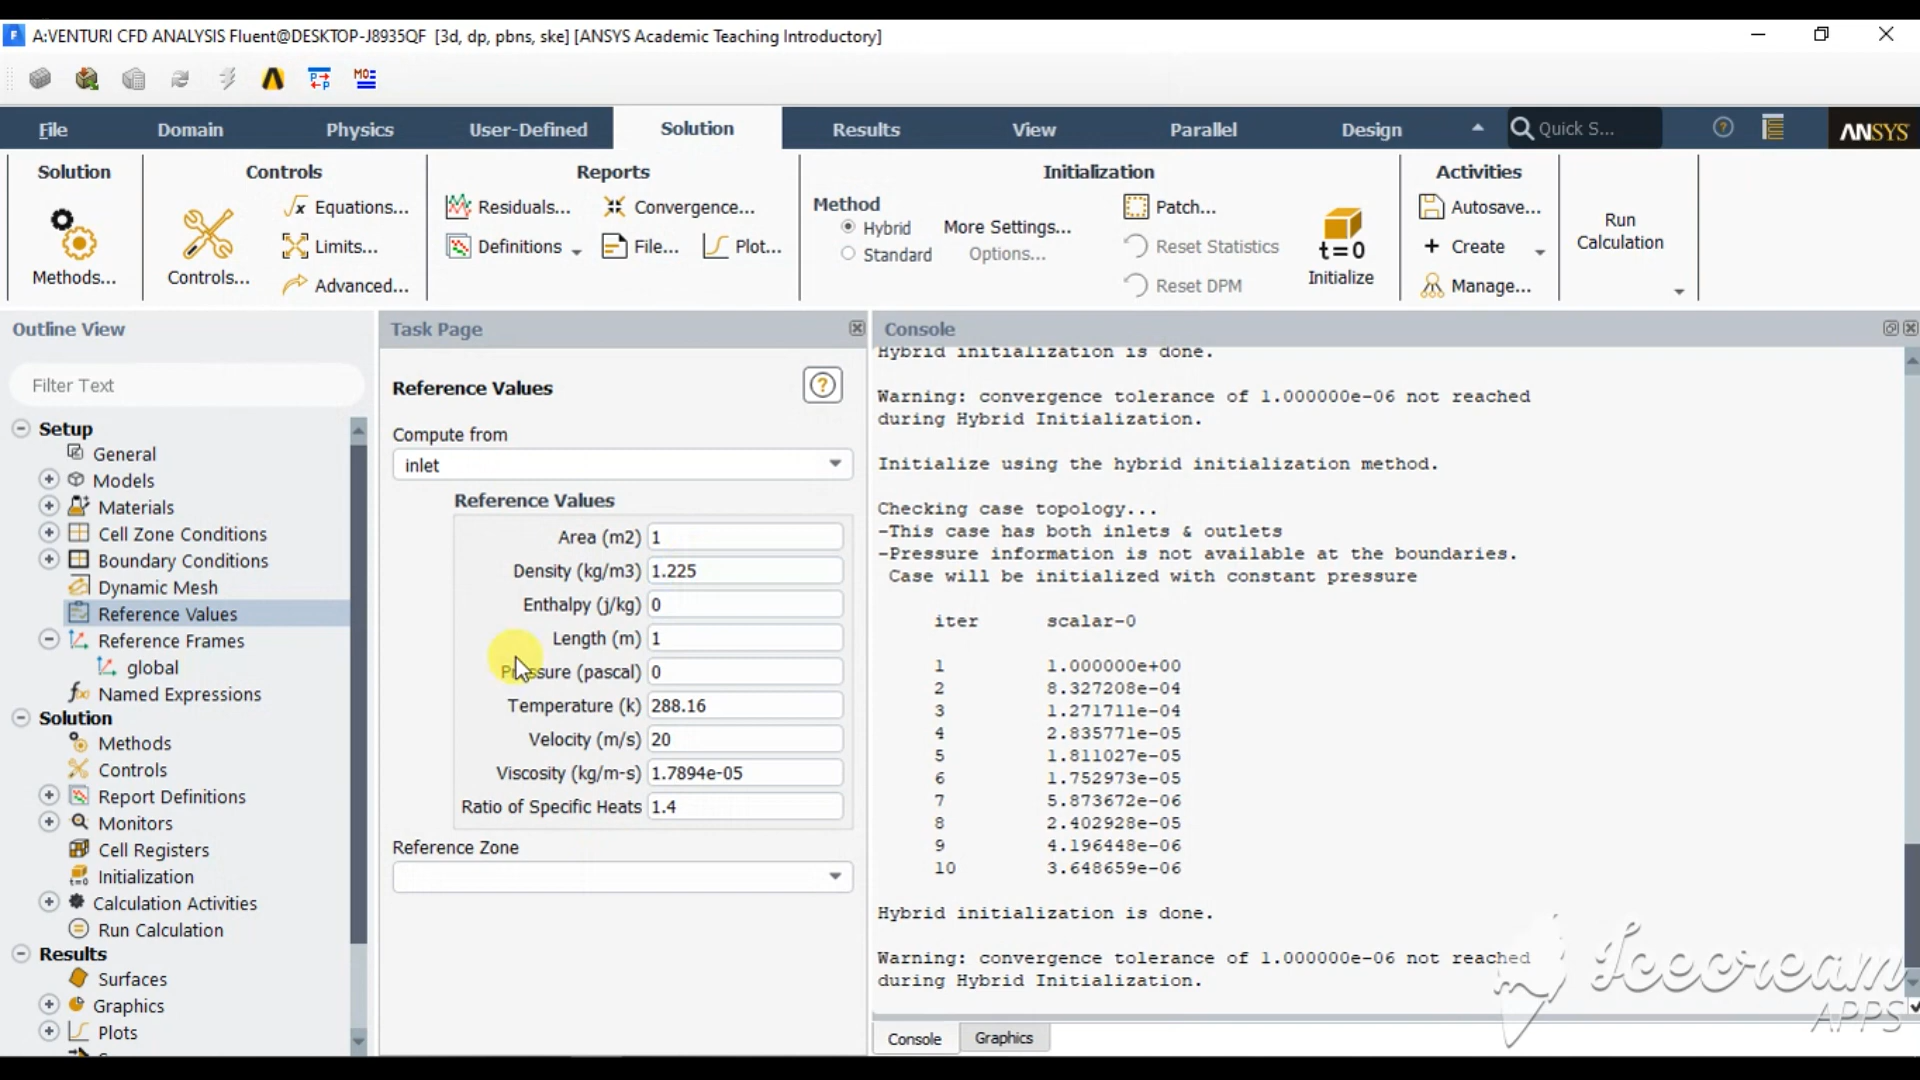 A:VENTURI CFD ANALYSIS Fluent@DESKTOP-J8935QF [3d, dp, pbns, ske] [ANSYS Academic Teaching Introductory]
File Domain Physics User-Defined Solution Results View Parallel Design Quick S... ANSYS
Solution
Methods...
Controls
Controls...
Equations...
Limits...
Advanced...
Reports
Residuals... Convergence...
Definitions File... Plot...
Initialization
Method
Hybrid More Settings...
Standard Options...
Patch...
Reset Statistics
Reset DPM
t=0
Initialize
Activities
Autosave...
Create
Manage...
Run
Calculation
Outline View
Filter Text
Setup
General
Models
Materials
Cell Zone Conditions
Boundary Conditions
Dynamic Mesh
Reference Values
Reference Frames
global
Named Expressions
Solution
Methods
Controls
Report Definitions
Monitors
Cell Registers
Initialization
Calculation Activities
Run Calculation
Results
Surfaces
Graphics
Plots
Task Page
Reference Values
Compute from
inlet
Reference Values
Area (m2) 1
Density (kg/m3) 1.225
Enthalpy (j/kg) 0
Length (m) 1
Pressure (pascal) 0
Temperature (k) 288.16
Velocity (m/s) 20
Viscosity (kg/m-s) 1.7894e-05
Ratio of Specific Heats 1.4
Reference Zone
Console
Hybrid initialization is done.
Warning: convergence tolerance of 1.000000e-06 not reached
during Hybrid Initialization.
Initialize using the hybrid initialization method.
Checking case topology...
-This case has both inlets & outlets
-Pressure information is not available at the boundaries.
Case will be initialized with constant pressure
iter scalar-0
1 1.000000e+00
2 8.327208e-04
3 1.271711e-04
4 2.835771e-05
5 1.811027e-05
6 1.752973e-05
7 5.873672e-06
8 2.402928e-05
9 4.196448e-06
10 3.648659e-06
Hybrid initialization is done.
Warning: convergence tolerance of 1.000000e-06 not reached
during Hybrid Initialization.
Console Graphics
Icecream
APPS